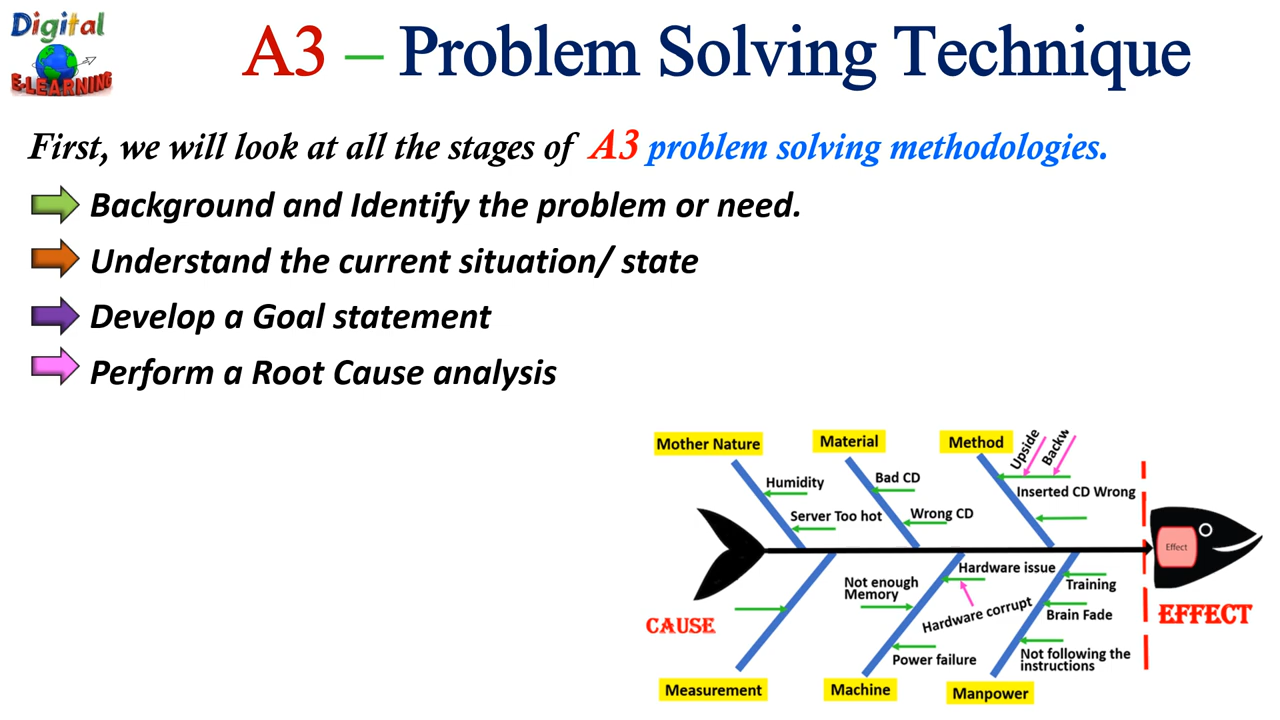 Digital
E-LEARNING
A3 – Problem Solving Technique
First, we will look at all the stages of A3 problem solving methodologies.
Background and Identify the problem or need.
Understand the current situation/ state
Develop a Goal statement
Perform a Root Cause analysis
Mother Nature
Material
Method
Upside
Humidity
Bad CD
Inserted CD Wrong
Server Too hot
Wrong CD
Effect
Hardware issue
Not enough
Memory
Training
Hardware corrupt
Brain Fade
CAUSE
EFFECT
Power failure
Not following the
instructions
Measurement
Machine
Manpower